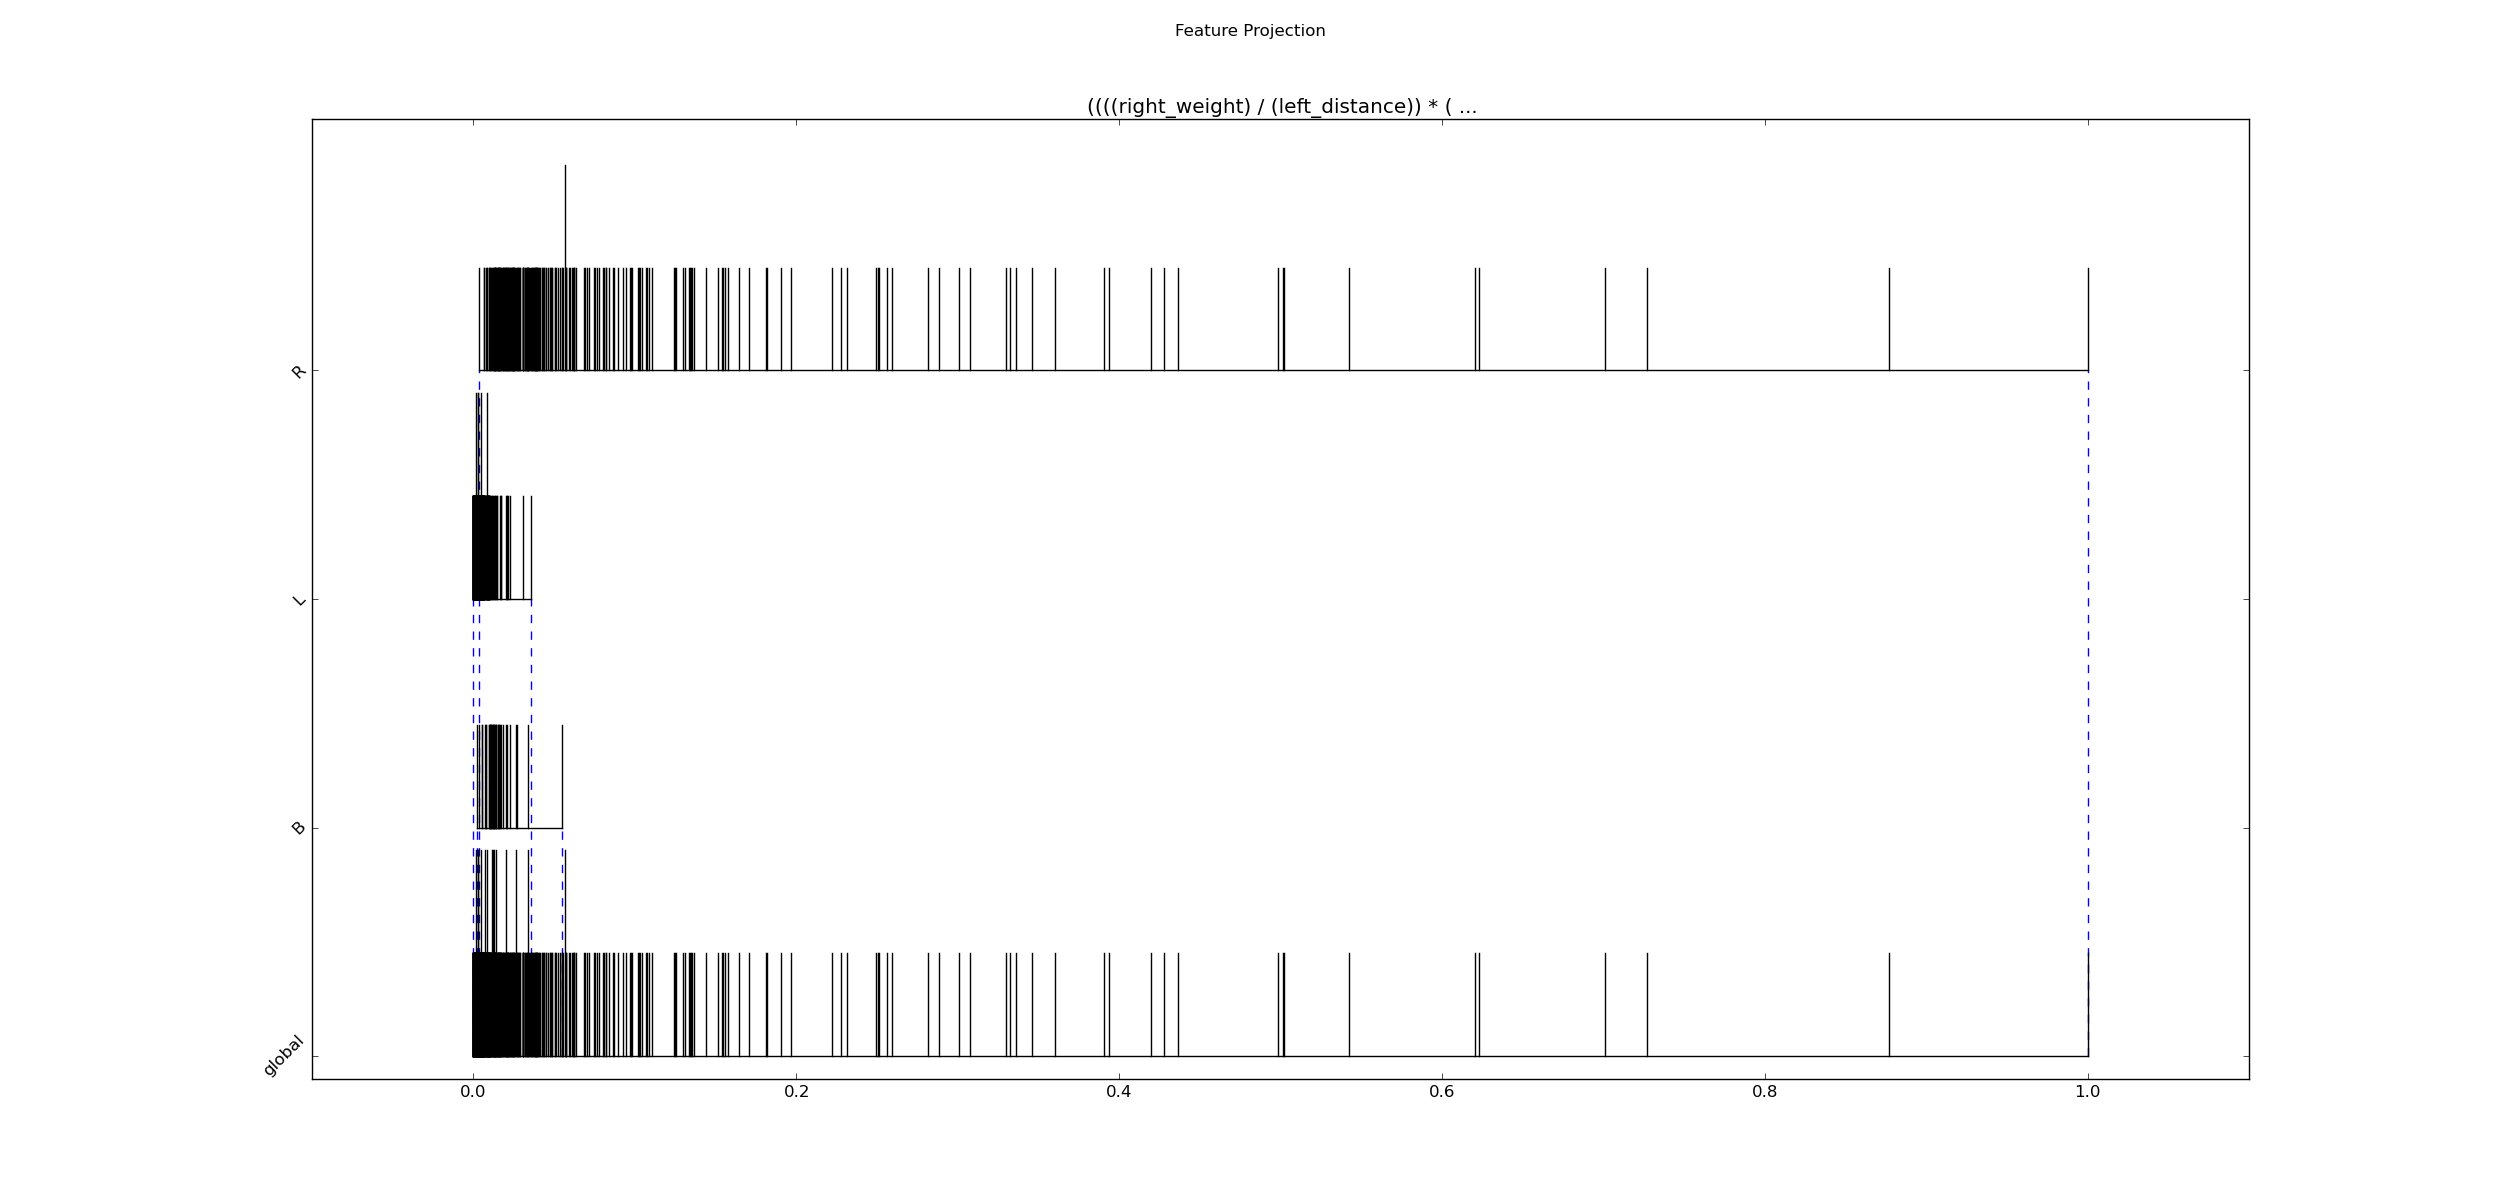 Feature Projection
((((right_weight) / (left_distance)) * ( ...
R
L
B
global
0.0 0.2 0.4 0.6 0.8 1.0